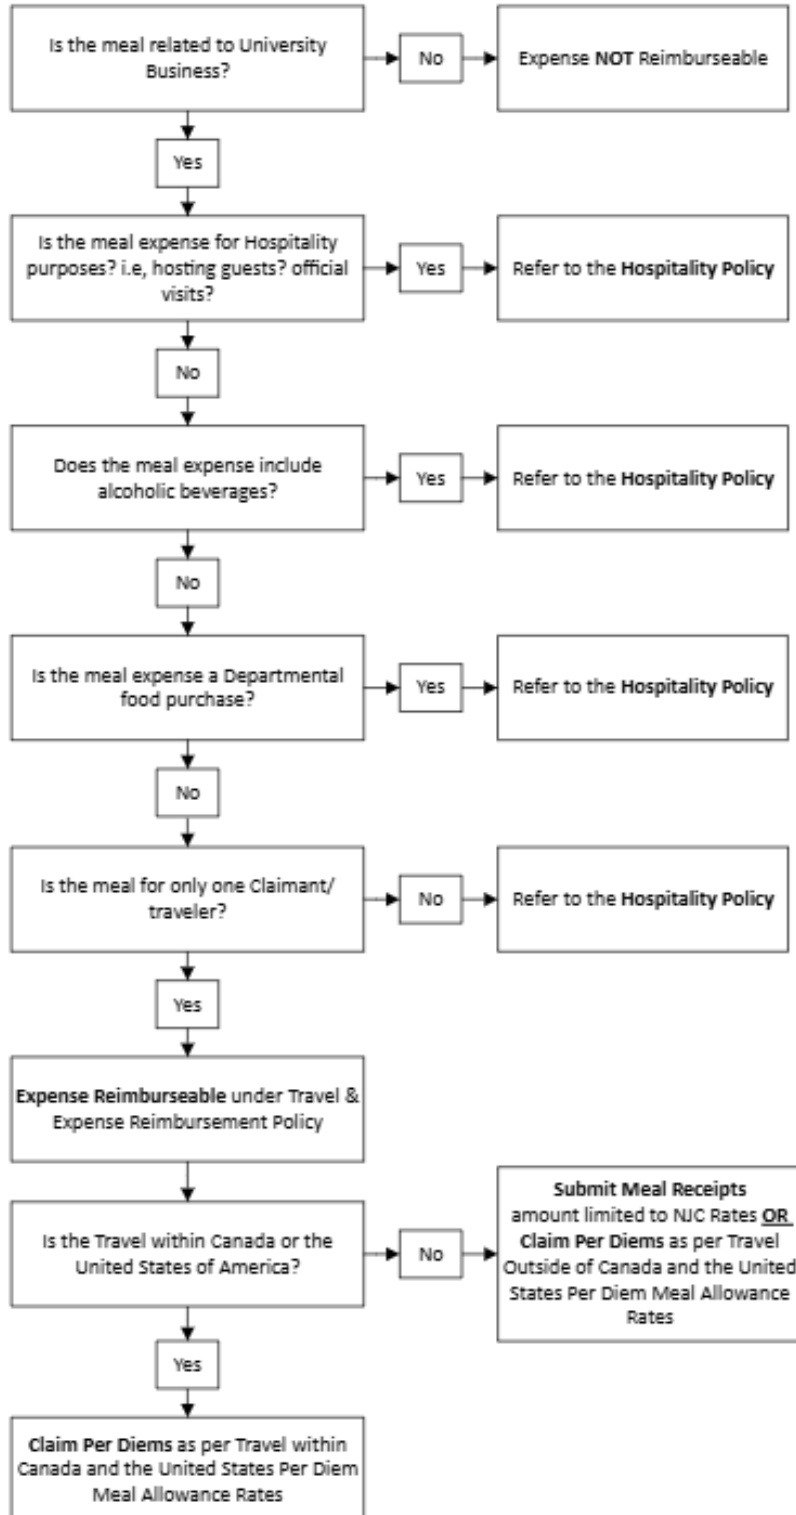 Is the meal related to University
Business?
No
Expense NOT Reimburseable
Yes
Is the meal expense for Hospitality
purposes? i.e, hosting guests? official
visits?
Yes
Refer to the Hospitality Policy
No
Does the meal expense include
alcoholic beverages?
Yes
Refer to the Hospitality Policy
No
Is the meal expense a Departmental
food purchase?
Yes
Refer to the Hospitality Policy
No
Is the meal for only one Claimant/
traveler?
No
Refer to the Hospitality Policy
Yes
Expense Reimburseable under Travel &
Expense Reimbursement Policy
Is the Travel within Canada or the
United States of America?
No
Submit Meal Receipts
amount limited to NJC Rates OR
Claim Per Diems as per Travel
Outside of Canada and the United
States Per Diem Meal Allowance
Rates
Yes
Claim Per Diems as per Travel within
Canada and the United States Per Diem
Meal Allowance Rates